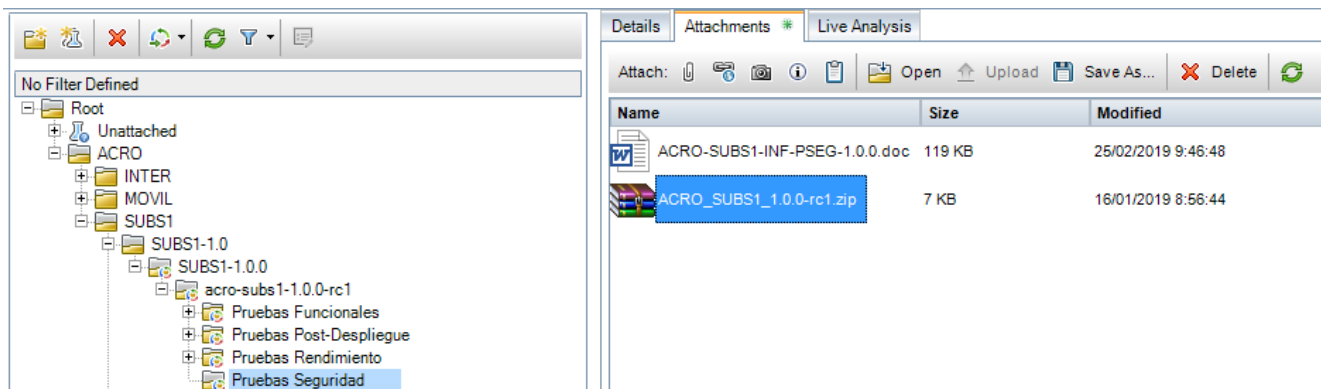 No Filter Defined
Root
Unattached
ACRO
INTER
MOVIL
SUBS1
SUBS1-1.0
SUBS1-1.0.0
acro-subs1-1.0.0-rc1
Pruebas Funcionales
Pruebas Post-Despliegue
Pruebas Rendimiento
Pruebas Seguridad
Details Attachments * Live Analysis
Attach: Open Upload Save As... Delete
Name Size Modified
ACRO-SUBS1-INF-PSEG-1.0.0.doc 119 KB 25/02/2019 9:46:48
ACRO_SUBS1_1.0.0-rc1.zip 7 KB 16/01/2019 8:56:44